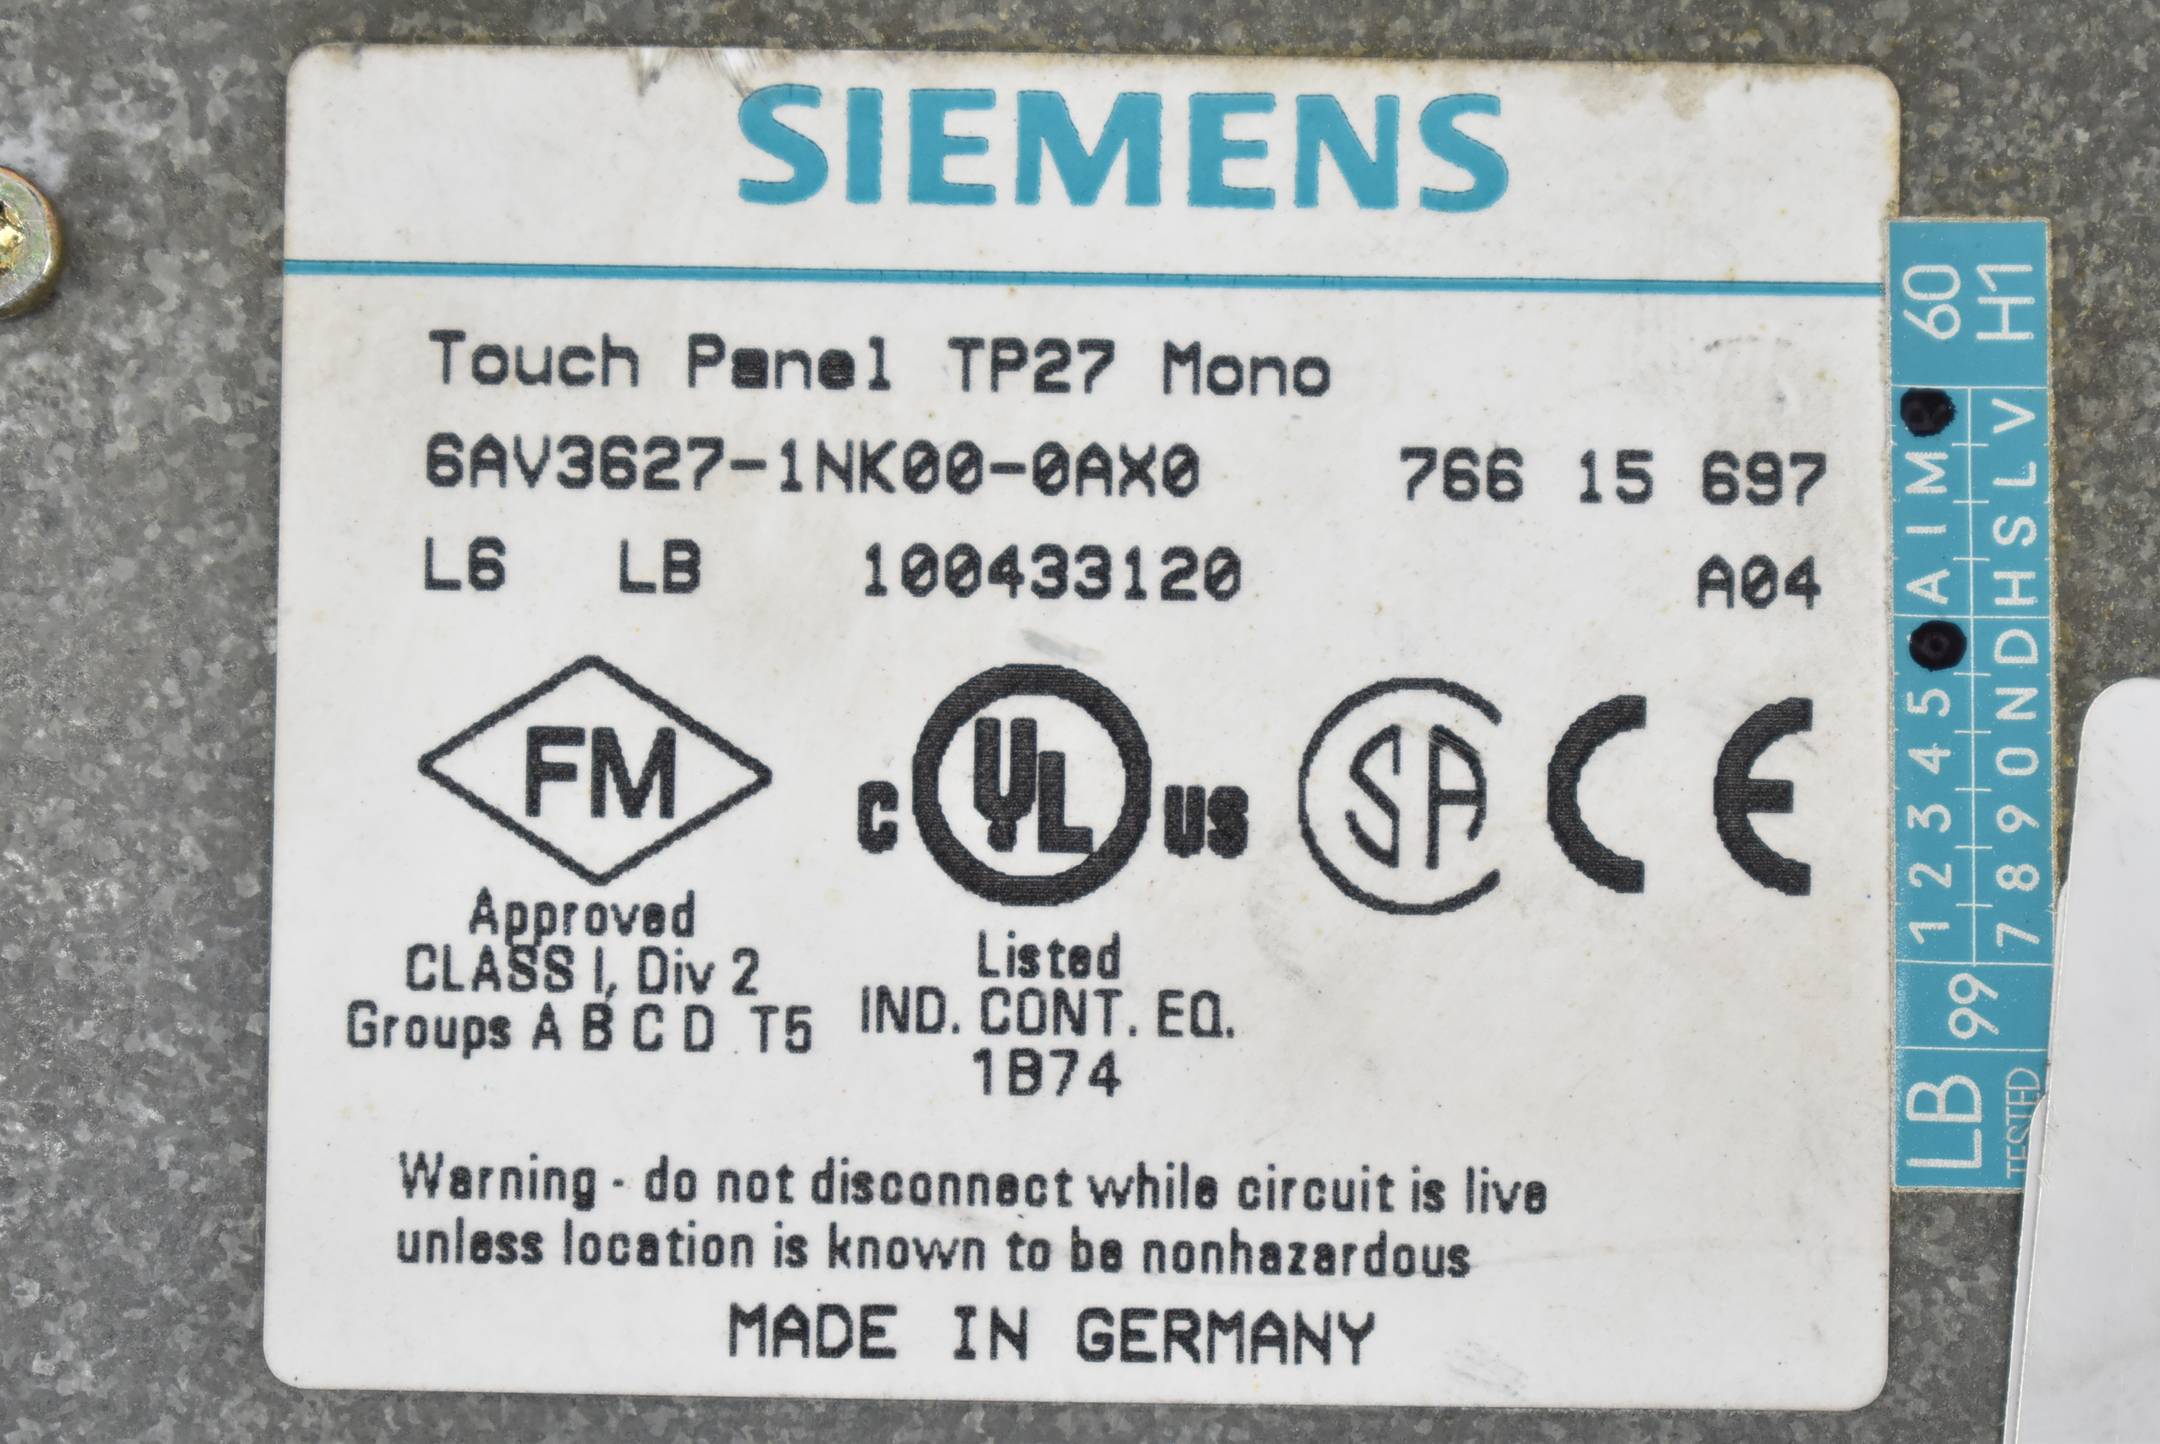 SIEMENS
Touch Panel TP27 Mono
6AV3627-1NK00-0AX0 766 15 697
L6 LB 100433120 A04
FM
Approved
CLASS I, Div 2
Groups A B C D T5
C UL US
Listed
IND. CONT. EQ.
1B74
SA
CE
Warning - do not disconnect while circuit is live
unless location is known to be nonhazardous
MADE IN GERMANY
LB 99 1 2 3 4 5 A I M 60
TESTED 7 8 9 0 N D H S L V H1